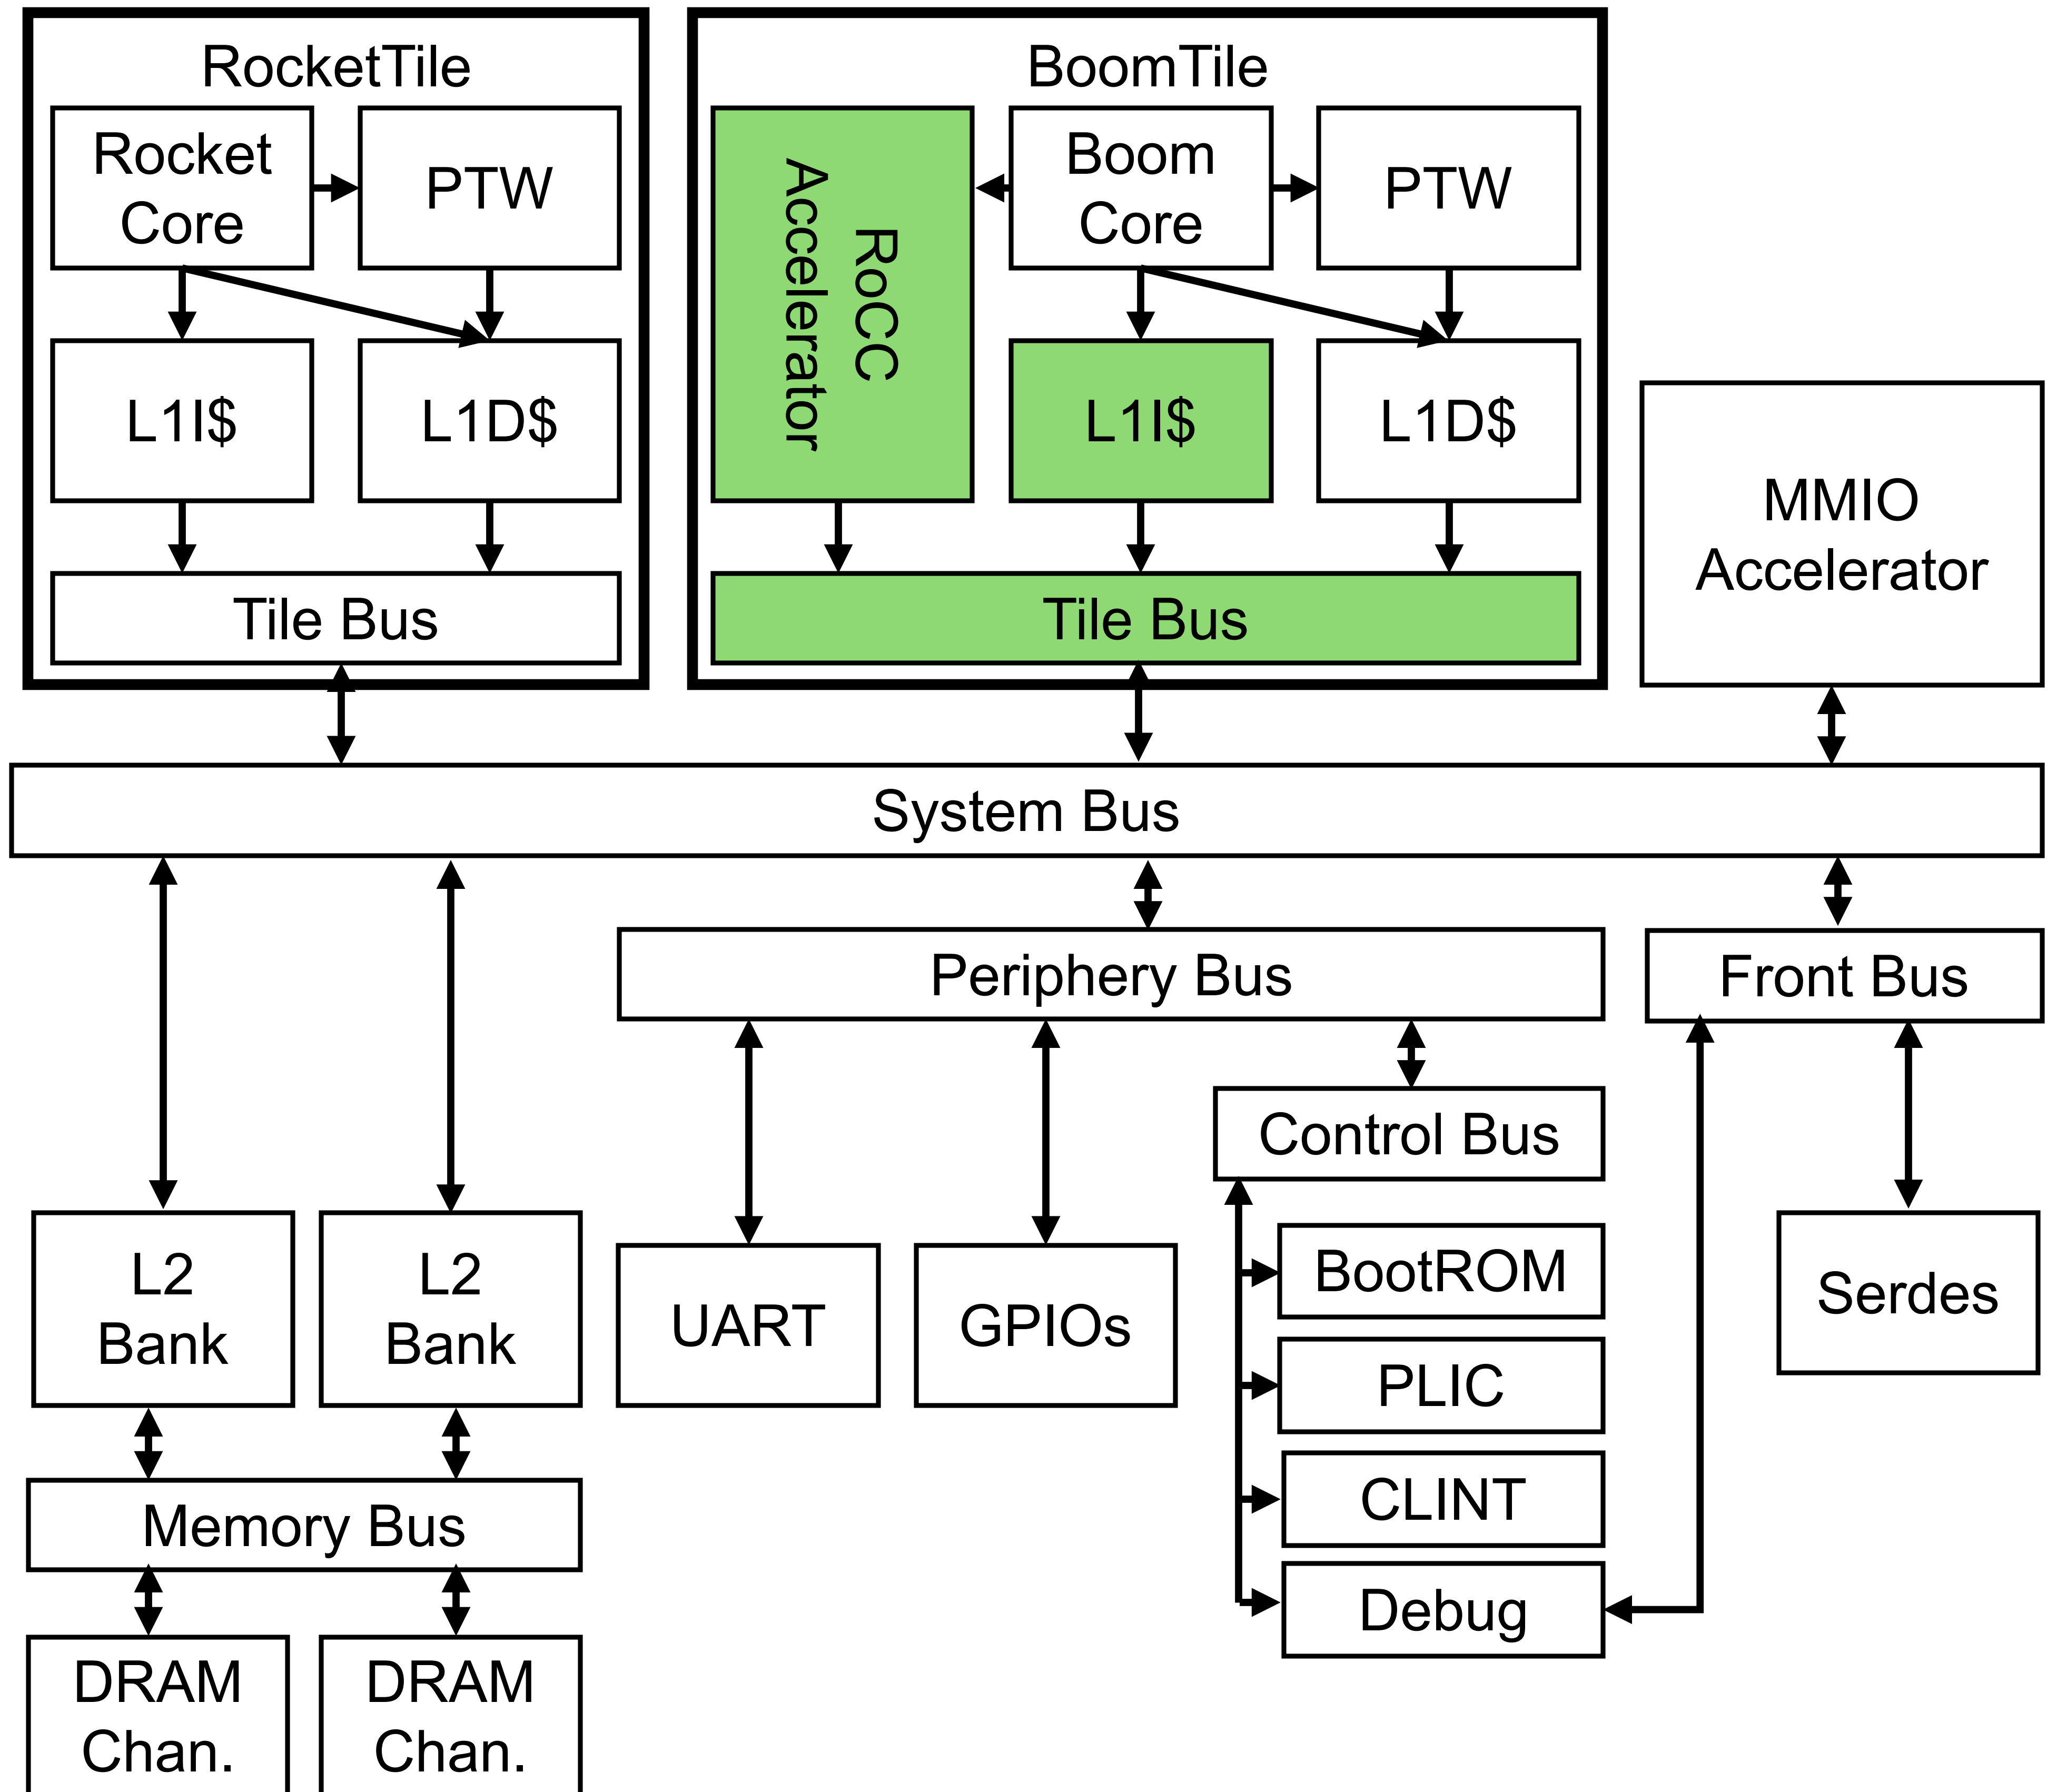 RocketTile
Rocket
Core
PTW
L1I$
L1D$
Tile Bus
BoomTile
RoCC
Accelerator
Boom
Core
PTW
L1I$
L1D$
Tile Bus
MMIO
Accelerator
System Bus
Periphery Bus
Front Bus
Control Bus
L2
Bank
L2
Bank
UART
GPIOs
BootROM
PLIC
CLINT
Debug
Serdes
Memory Bus
DRAM
Chan.
DRAM
Chan.